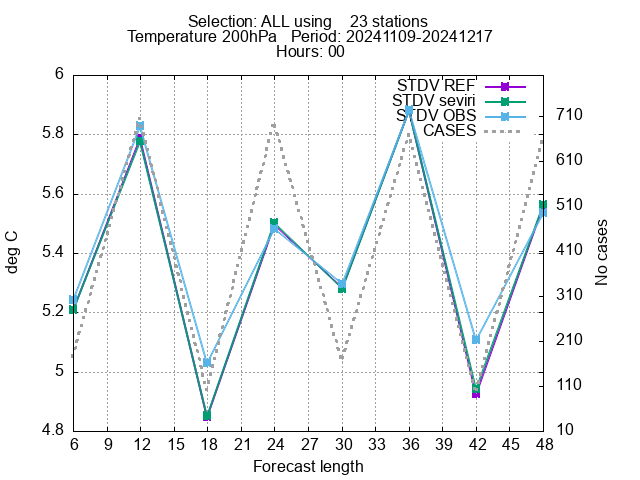 Selection: ALL using    23 stations
Temperature 200hPa   Period: 20241109-20241217
Hours: 00
STDV REF
STDV seviri
STDV OBS
CASES
6
5.8
5.6
5.4
5.2
5
4.8
deg C
710
610
510
410
310
210
110
10
No cases
6 9 12 15 18 21 24 27 30 33 36 39 42 45 48
Forecast length